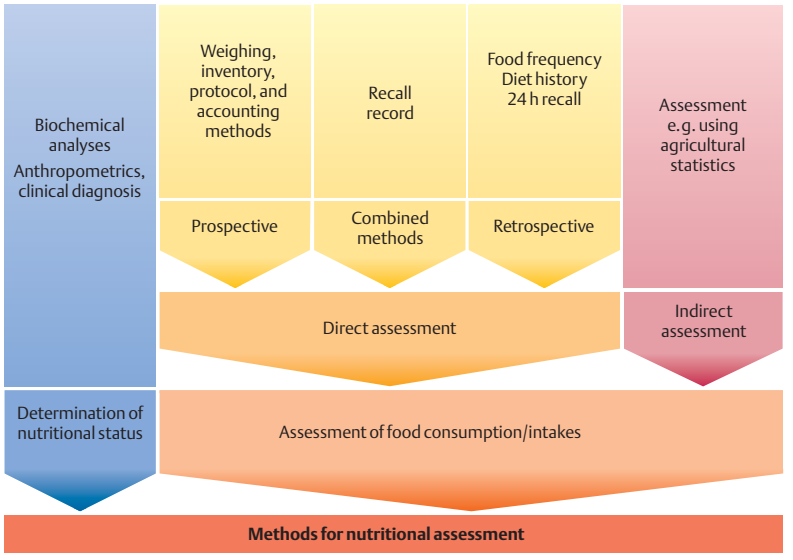 Biochemical
analyses
Anthropometrics,
clinical diagnosis
Weighing,
inventory,
protocol, and
accounting
methods
Recall
record
Food frequency
Diet history
24 h recall
Assessment
e. g. using
agricultural
statistics
Prospective
Combined
methods
Retrospective
Direct assessment
Indirect
assessment
Determination of
nutritional status
Assessment of food consumption/intakes
Methods for nutritional assessment